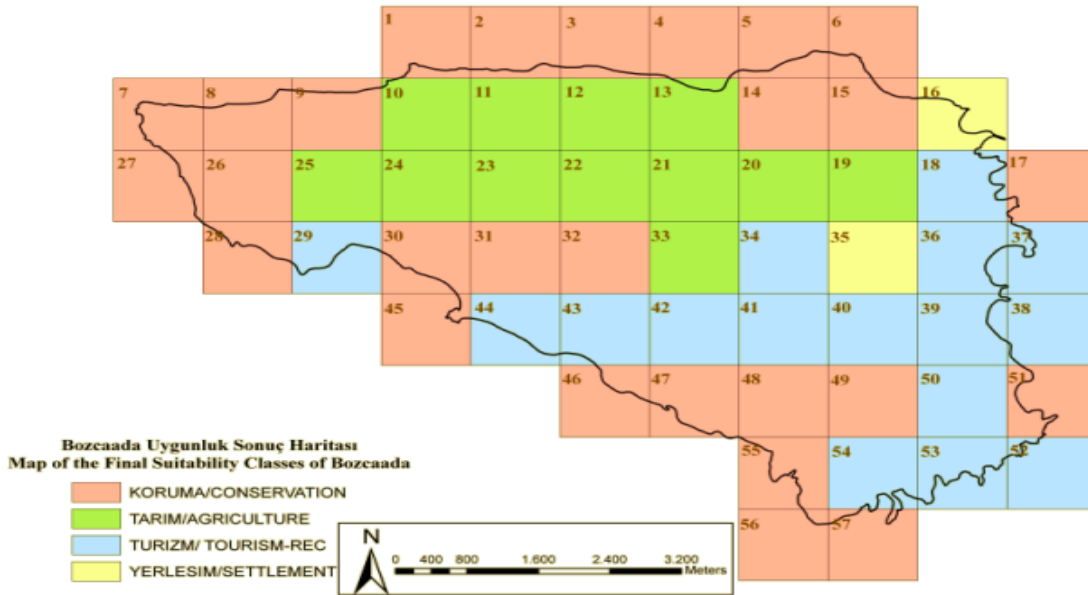 1 2 3 4 5 6
7 8 9 10 11 12 13 14 15 16
27 26 25 24 23 22 21 20 19 18 17
28 29 30 31 32 33 34 35 36 37
45 44 43 42 41 40 39 38
46 47 48 49 50 51
55 54 53 52
56 57
Bozcaada Uygunluk Sonuç Haritası
Map of the Final Suitability Classes of Bozcaada
KORUMA/CONSERVATION
TARIM/AGRICULTURE
TURIZM/ TOURISM-REC
YERLESIM/SETTLEMENT
N
0 400 800 1.600 2.400 3.200
Meters